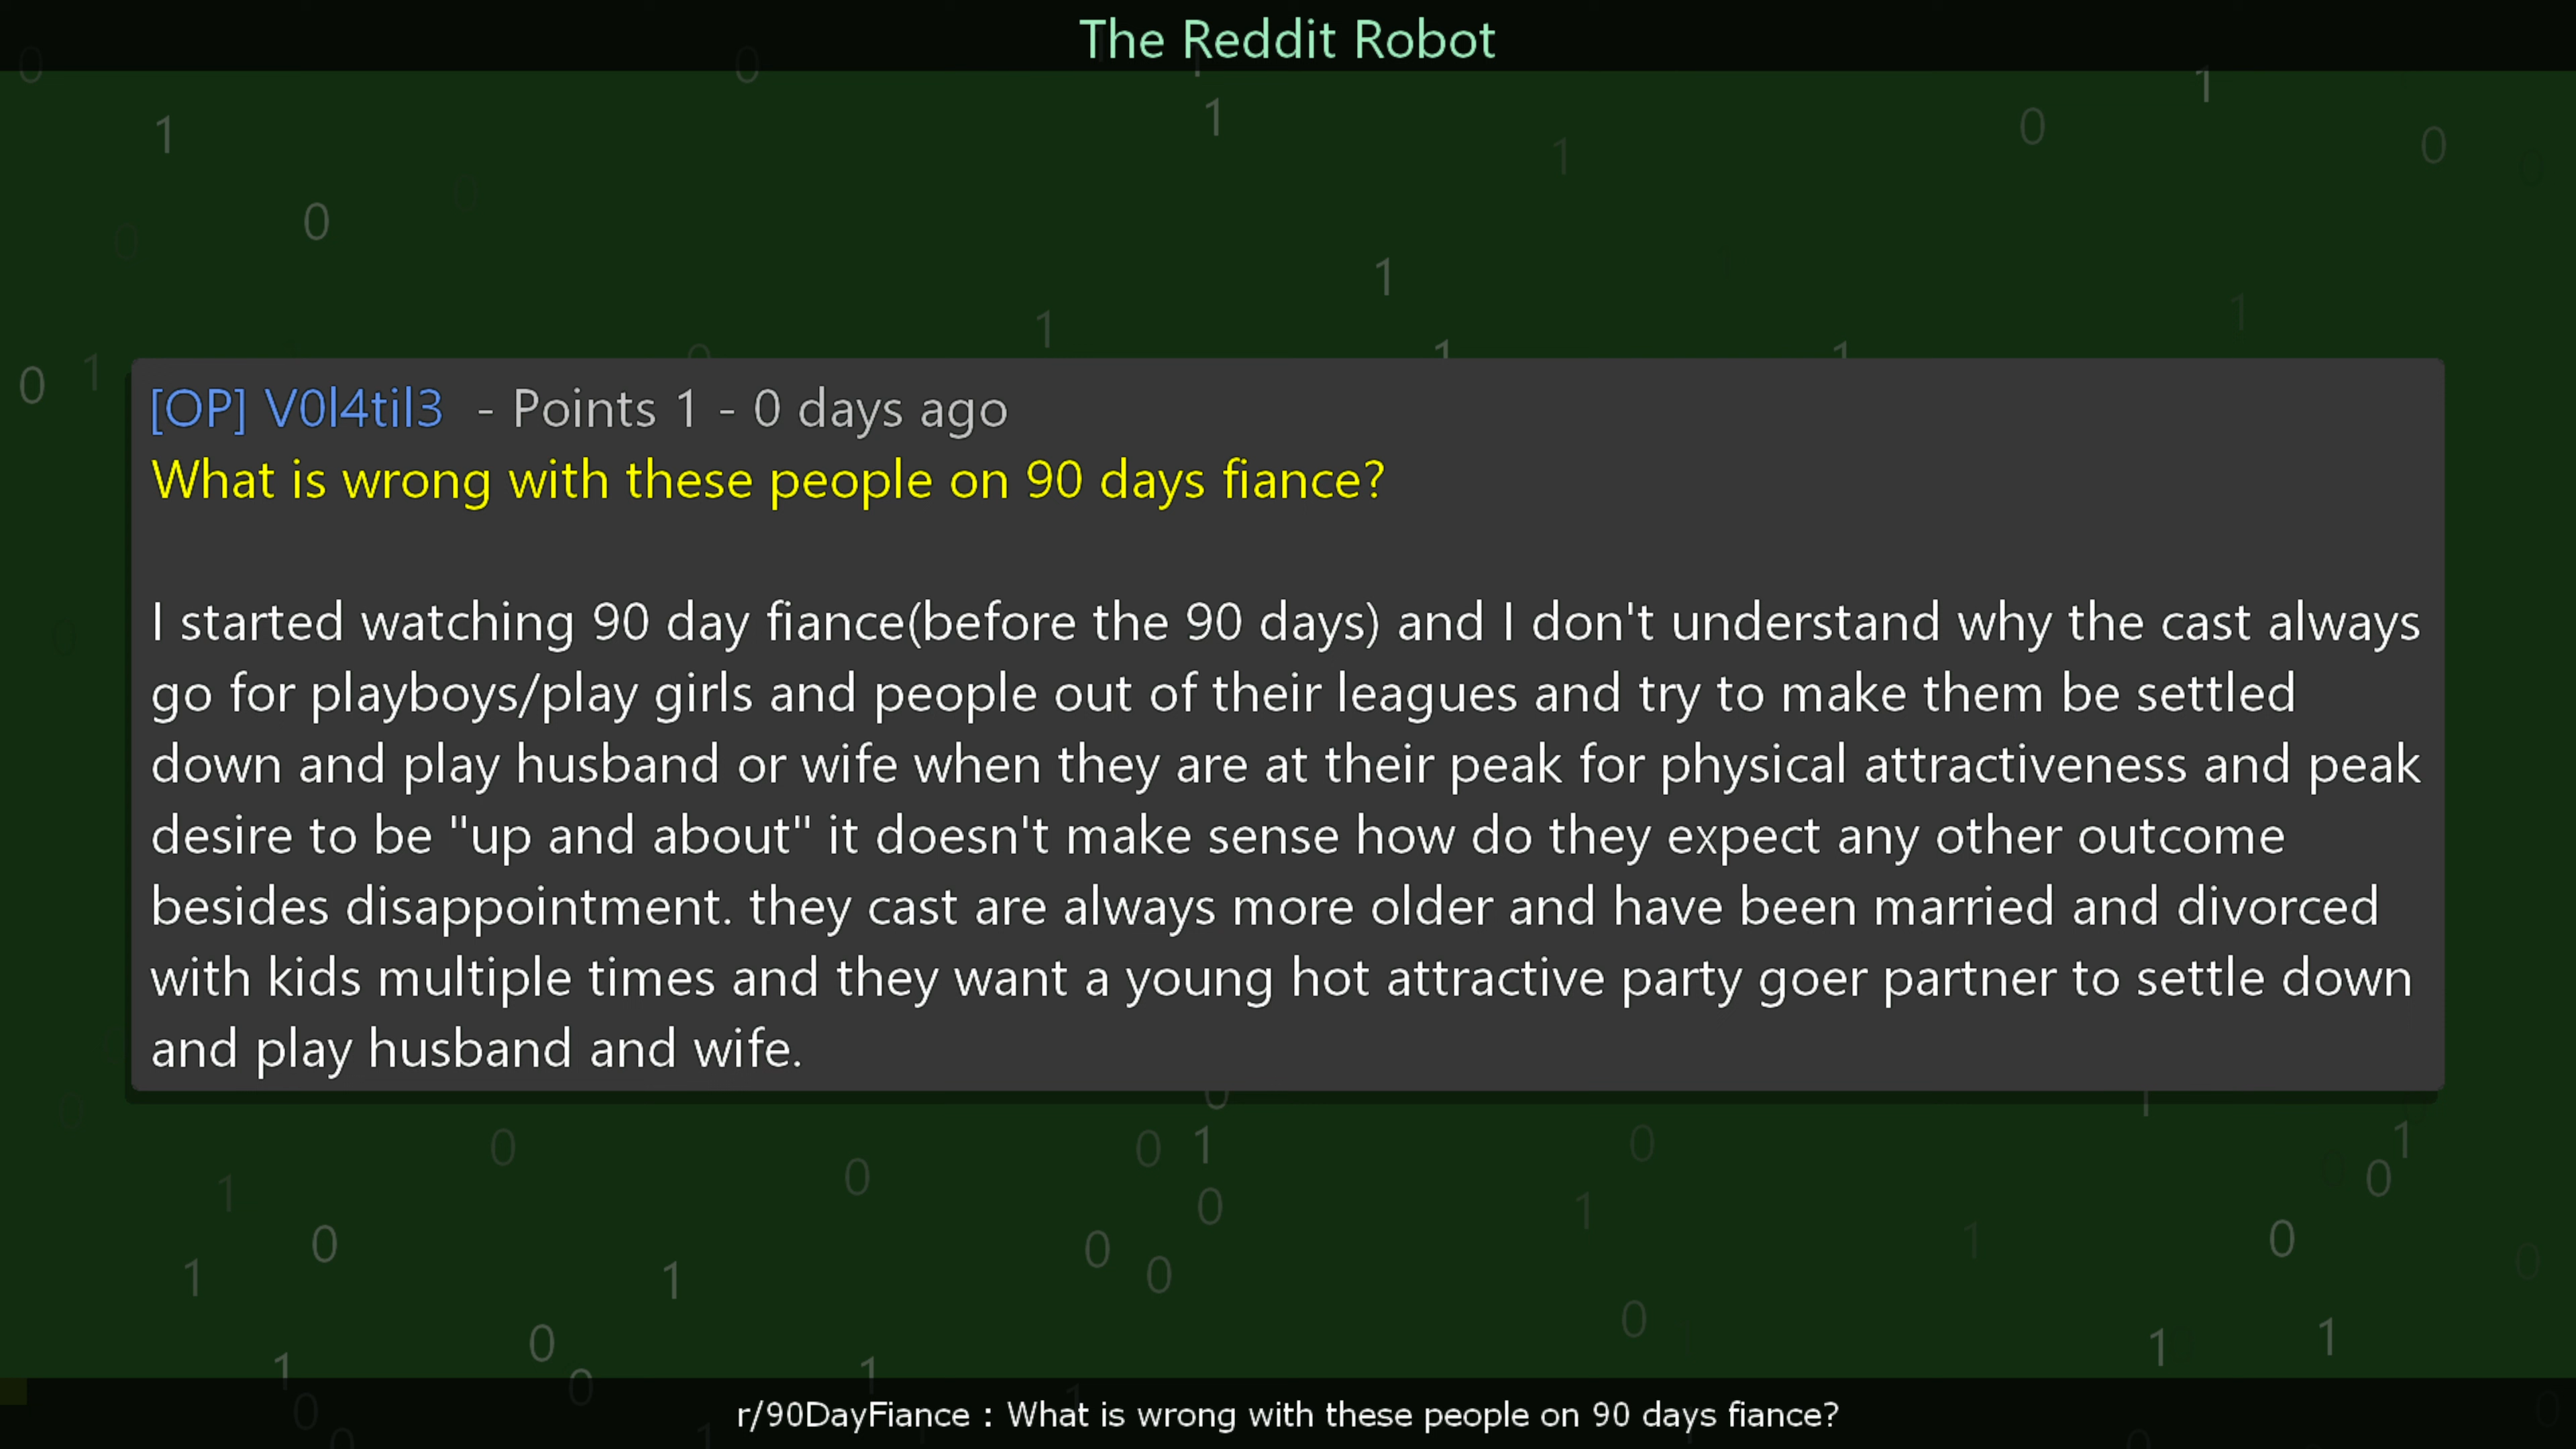 The Reddit Robot
[OP] V0l4til3 - Points 1 - 0 days ago
What is wrong with these people on 90 days fiance?
I started watching 90 day fiance(before the 90 days) and I don't understand why the cast always
go for playboys/play girls and people out of their leagues and try to make them be settled
down and play husband or wife when they are at their peak for physical attractiveness and peak
desire to be "up and about" it doesn't make sense how do they expect any other outcome
besides disappointment. they cast are always more older and have been married and divorced
with kids multiple times and they want a young hot attractive party goer partner to settle down
and play husband and wife.
r/90DayFiance : What is wrong with these people on 90 days fiance?